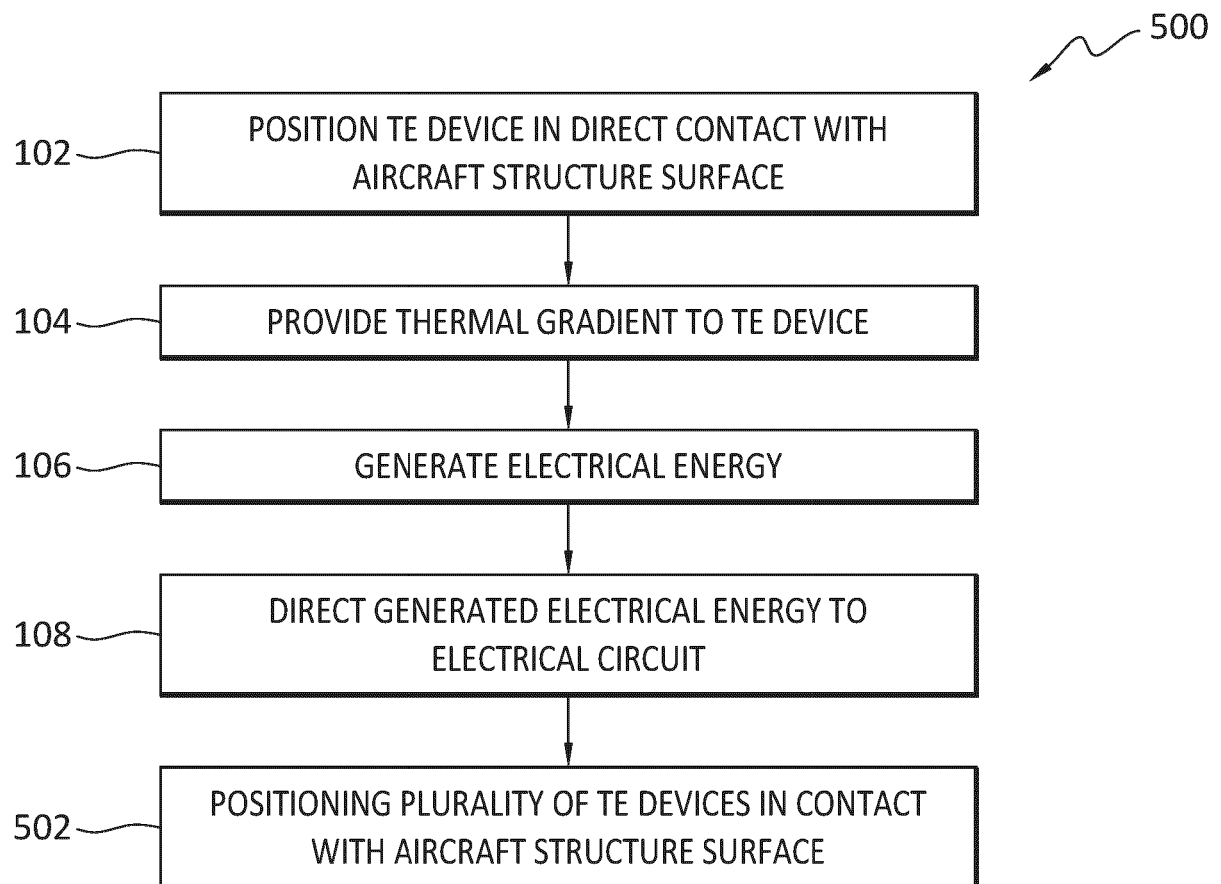 500
102
POSITION TE DEVICE IN DIRECT CONTACT WITH
AIRCRAFT STRUCTURE SURFACE
104
PROVIDE THERMAL GRADIENT TO TE DEVICE
106
GENERATE ELECTRICAL ENERGY
108
DIRECT GENERATED ELECTRICAL ENERGY TO
ELECTRICAL CIRCUIT
502
POSITIONING PLURALITY OF TE DEVICES IN CONTACT
WITH AIRCRAFT STRUCTURE SURFACE